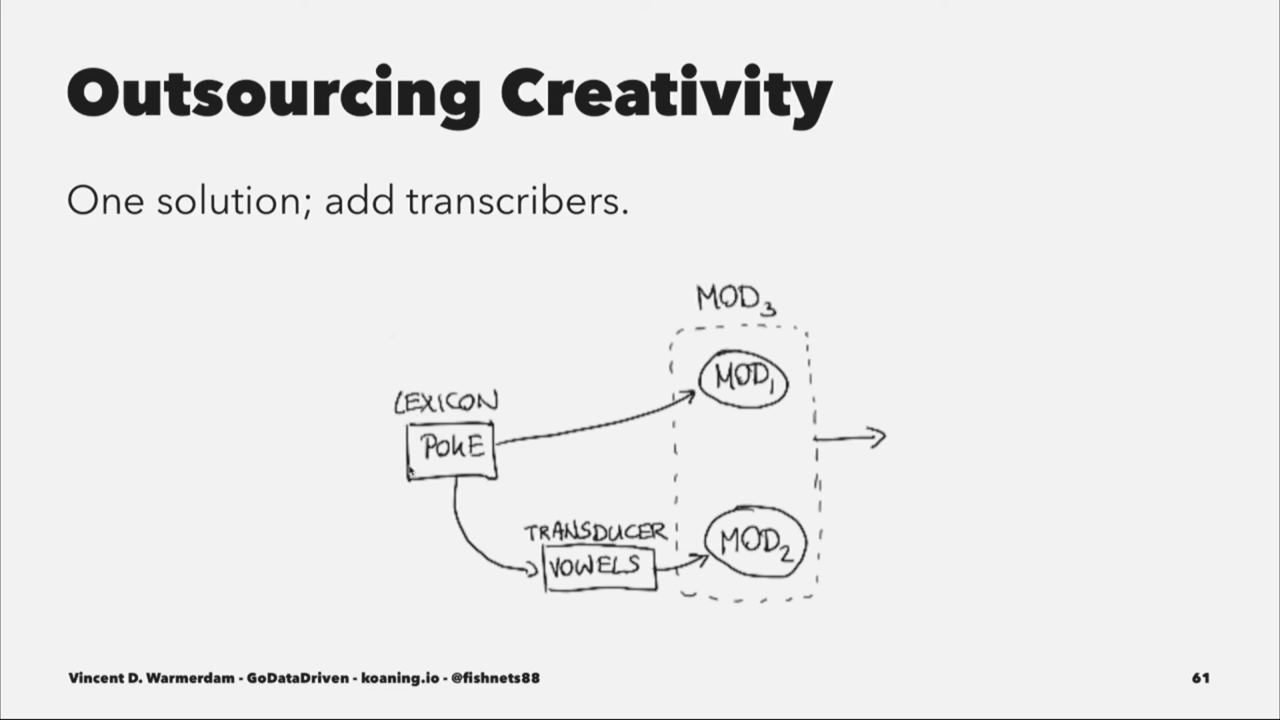 Outsourcing Creativity
One solution; add transcribers.
MOD3
MOD1
LEXICON
POKE
TRANSDUCER
VOWELS
MOD2
Vincent D. Warmerdam - GoDataDriven - koaning.io - @fishnets88
61